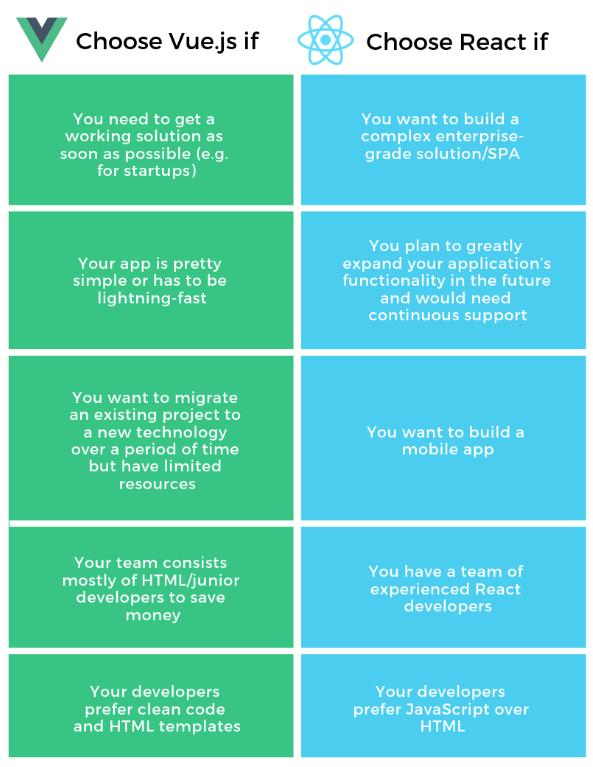 Choose Vue.js if
Choose React if
You need to get a
working solution as
soon as possible (e.g.
for startups)
You want to build a
complex enterprise-
grade solution/SPA
Your app is pretty
simple or has to be
lightning-fast
You plan to greatly
expand your application's
functionality in the future
and would need
continuous support
You want to migrate
an existing project to
a new technology
over a period of time
but have limited
resources
You want to build a
mobile app
Your team consists
mostly of HTML/junior
developers to save
money
You have a team of
experienced React
developers
Your developers
prefer clean code
and HTML templates
Your developers
prefer JavaScript over
HTML